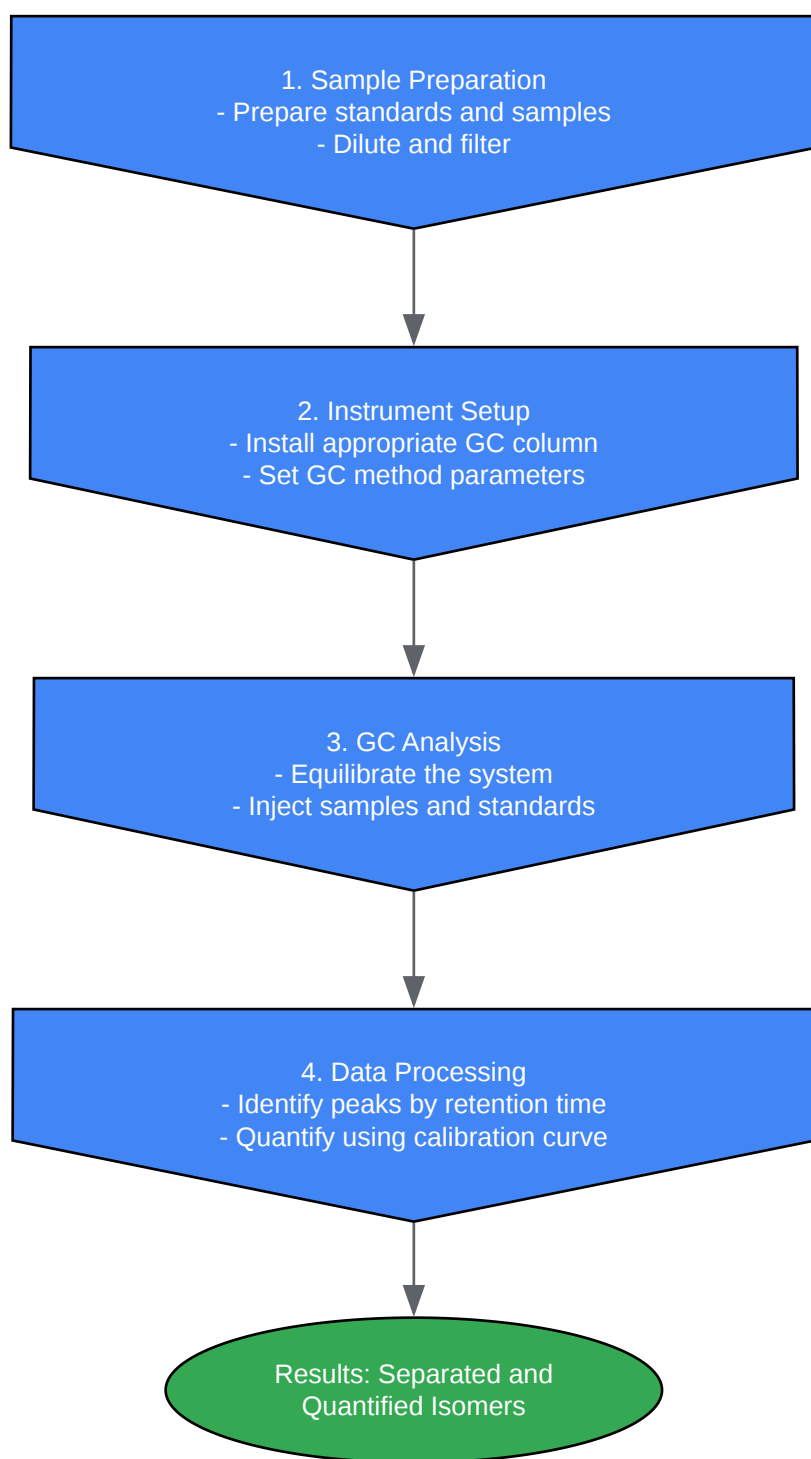 1. Sample Preparation
- Prepare standards and samples
- Dilute and filter
2. Instrument Setup
- Install appropriate GC column
- Set GC method parameters
3. GC Analysis
- Equilibrate the system
- Inject samples and standards
4. Data Processing
- Identify peaks by retention time
- Quantify using calibration curve
Results: Separated and
Quantified Isomers